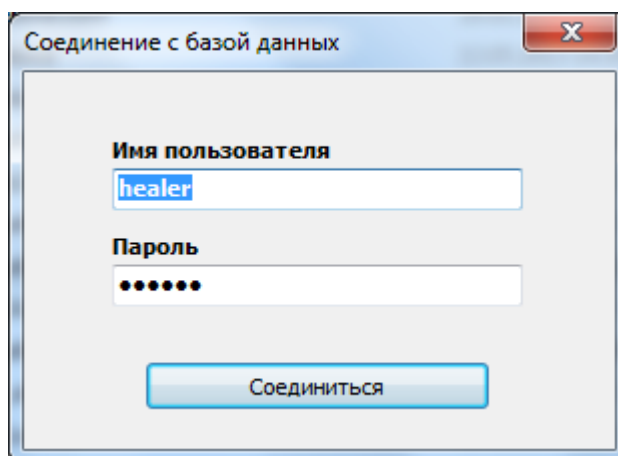 Соединение с базой данных
Имя пользователя
healer
Пароль
••••••
Соединиться